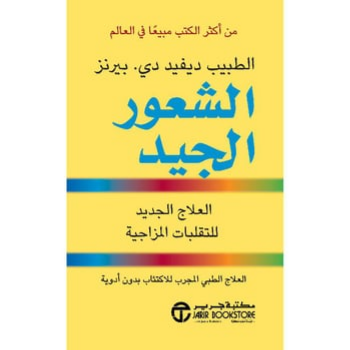 من أكثر الكتب مبيعًا في العالم
الطبيب ديفيد دي. بيرنز
الشعور
الجيد
العلاج الجديد
للتقلبات المزاجية
العلاج الطبي المجرب للاكتئاب بدون أدوية
مكتبة جرير
JARIR BOOKSTORE